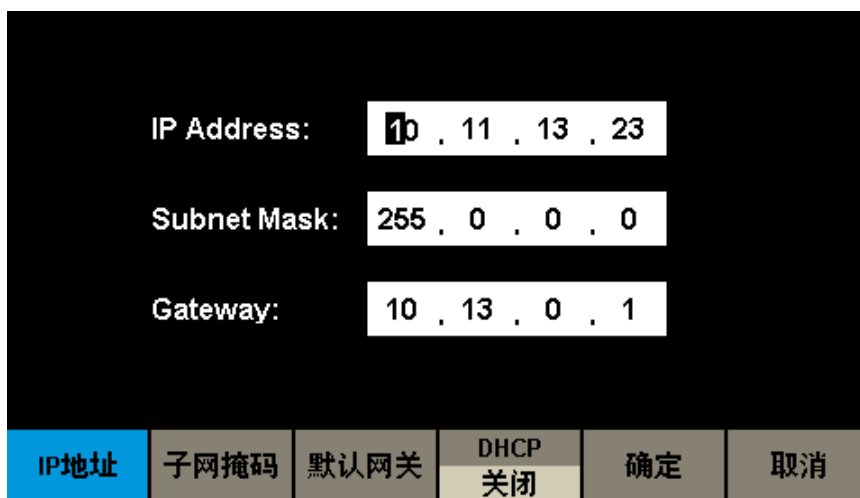 IP Address: 10 . 11 . 13 . 23
Subnet Mask: 255 . 0 . 0 . 0
Gateway: 10 . 13 . 0 . 1
IP地址 子网掩码 默认网关 DHCP 确定 取消
关闭